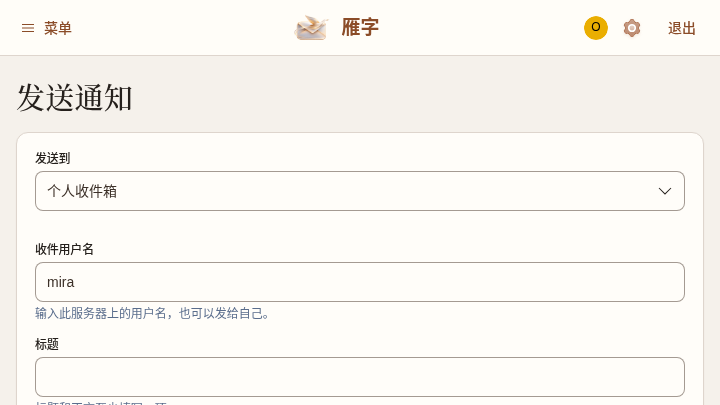 菜单
雁字
O
退出
发送通知
发送到
个人收件箱
收件用户名
mira
输入此服务器上的用户名，也可以发给自己。
标题